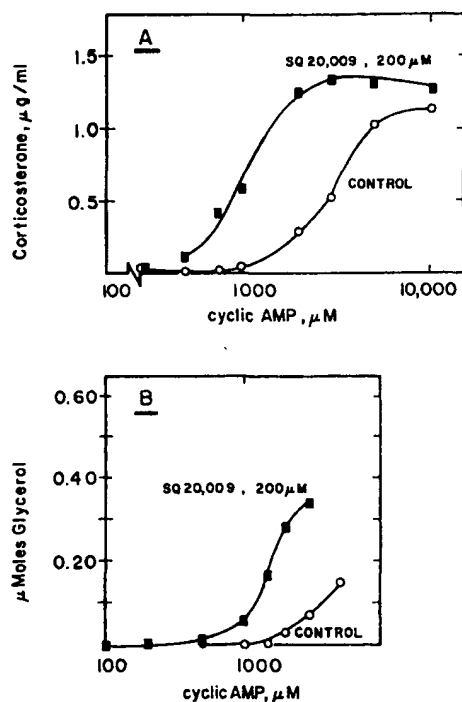 A
SQ 20,009 , 200 μM
CONTROL
Corticosterone, μg/ml
1.5
1.0
0.5
100
1000
10,000
cyclic AMP, μM
B
SQ 20,009 , 200 μM
CONTROL
μMoles Glycerol
0.60
0.40
0.20
100
1000
cyclic AMP, μM